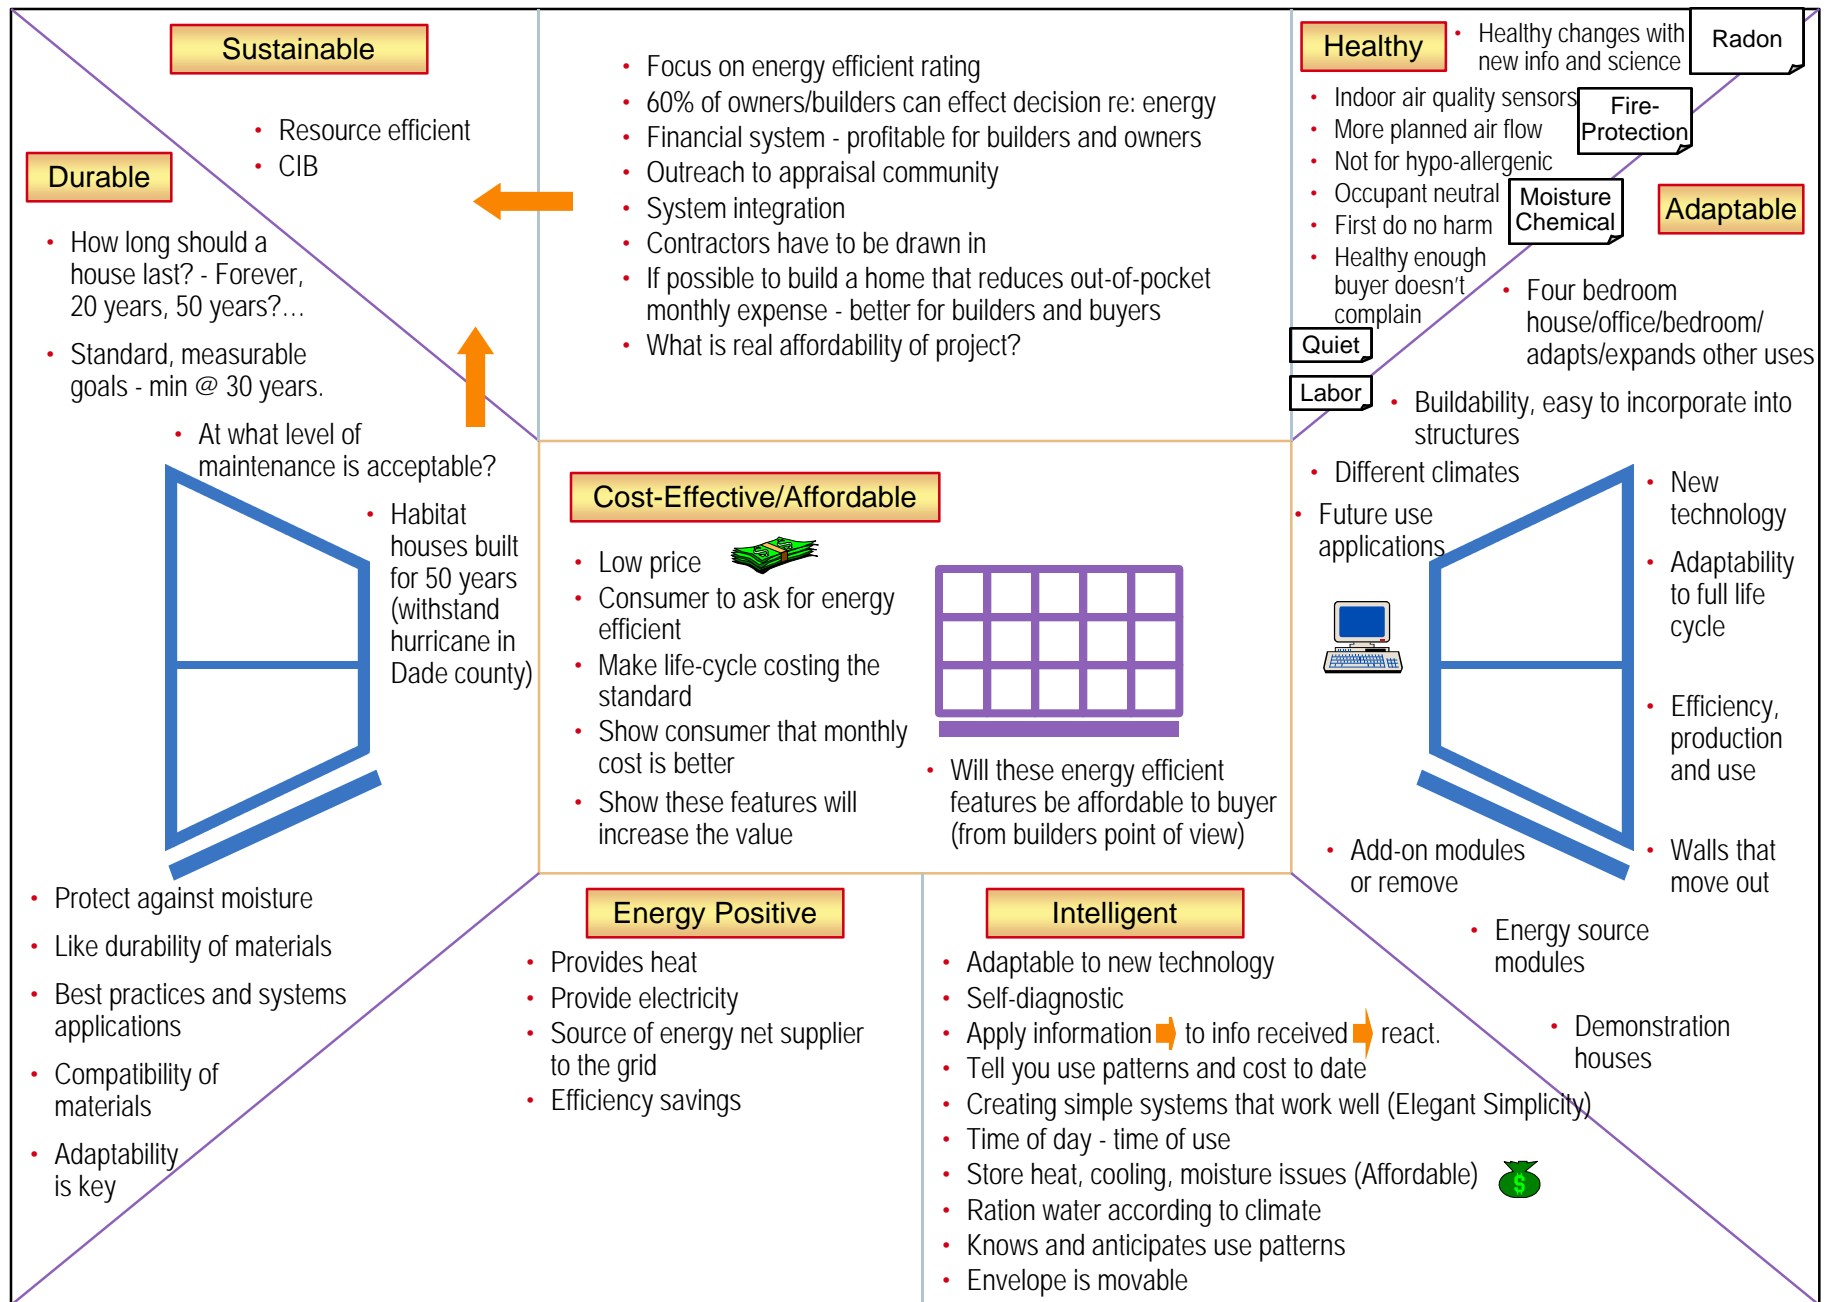 Sustainable
• Resource efficient
• CIB
Durable
• How long should a
house last? - Forever,
20 years, 50 years?…
• Standard, measurable
goals - min @ 30 years.
• At what level of
maintenance is acceptable?
• Habitat
houses built
for 50 years
(withstand
hurricane in
Dade county)
• Protect against moisture
• Like durability of materials
• Best practices and systems
applications
• Compatibility of
materials
• Adaptability
is key
• Focus on energy efficient rating
• 60% of owners/builders can effect decision re: energy
• Financial system - profitable for builders and owners
• Outreach to appraisal community
• System integration
• Contractors have to be drawn in
• If possible to build a home that reduces out-of-pocket
monthly expense - better for builders and buyers
• What is real affordability of project?
Cost-Effective/Affordable
• Low price
• Consumer to ask for energy
efficient
• Make life-cycle costing the
standard
• Show consumer that monthly
cost is better
• Show these features will
increase the value
• Will these energy efficient
features be affordable to buyer
(from builders point of view)
Energy Positive
• Provides heat
• Provide electricity
• Source of energy net supplier
to the grid
• Efficiency savings
Intelligent
• Adaptable to new technology
• Self-diagnostic
• Apply information to info received react.
• Tell you use patterns and cost to date
• Creating simple systems that work well (Elegant Simplicity)
• Time of day - time of use
• Store heat, cooling, moisture issues (Affordable)
$
• Ration water according to climate
• Knows and anticipates use patterns
• Envelope is movable
Healthy
• Healthy changes with
new info and science
• Indoor air quality sensors
• More planned air flow
• Not for hypo-allergenic
• Occupant neutral
• First do no harm
• Healthy enough
buyer doesn't
complain
Radon
Fire-
Protection
Moisture
Chemical
Quiet
Labor
Adaptable
• Four bedroom
house/office/bedroom/
adapts/expands other uses
• Buildability, easy to incorporate into
structures
• Different climates
• Future use
applications
• New
technology
• Adaptability
to full life
cycle
• Efficiency,
production
and use
• Add-on modules
or remove
• Walls that
move out
• Energy source
modules
• Demonstration
houses